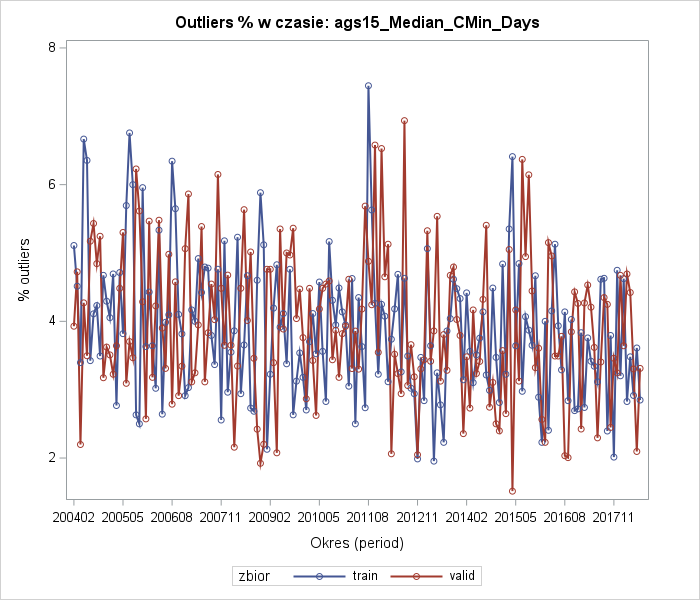 Outliers % w czasie: ags15_Median_CMin_Days
% outliers
8
6
4
2
200402 200505 200608 200711 200902 201005 201108 201211 201402 201505 201608 201711
Okres (period)
zbior train valid